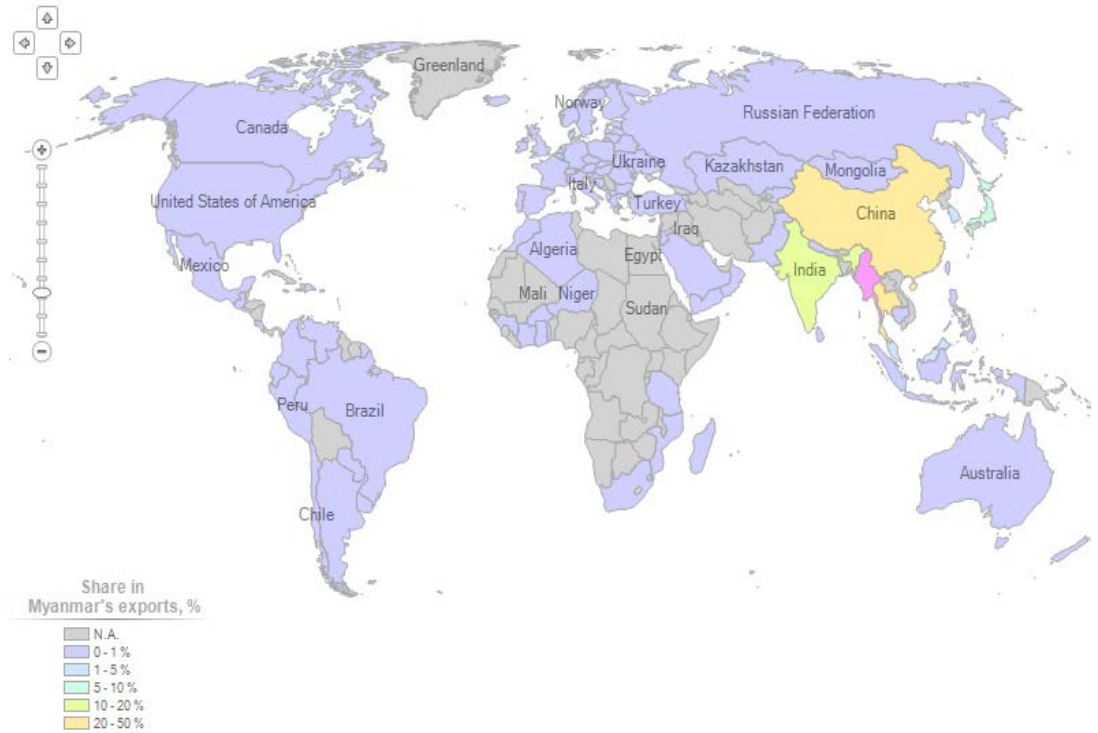 Greenland
Norway
Russian Federation
Canada
Ukraine
Kazakhstan
Mongolia
Italy
United States of America
Turkey
China
Iraq
Algeria
Egypt
Mexico
India
Mali
Niger
Sudan
Peru
Brazil
Australia
Chile
Share in
Myanmar's exports, %
N.A.
0 - 1 %
1 - 5 %
5 - 10 %
10 - 20 %
20 - 50 %